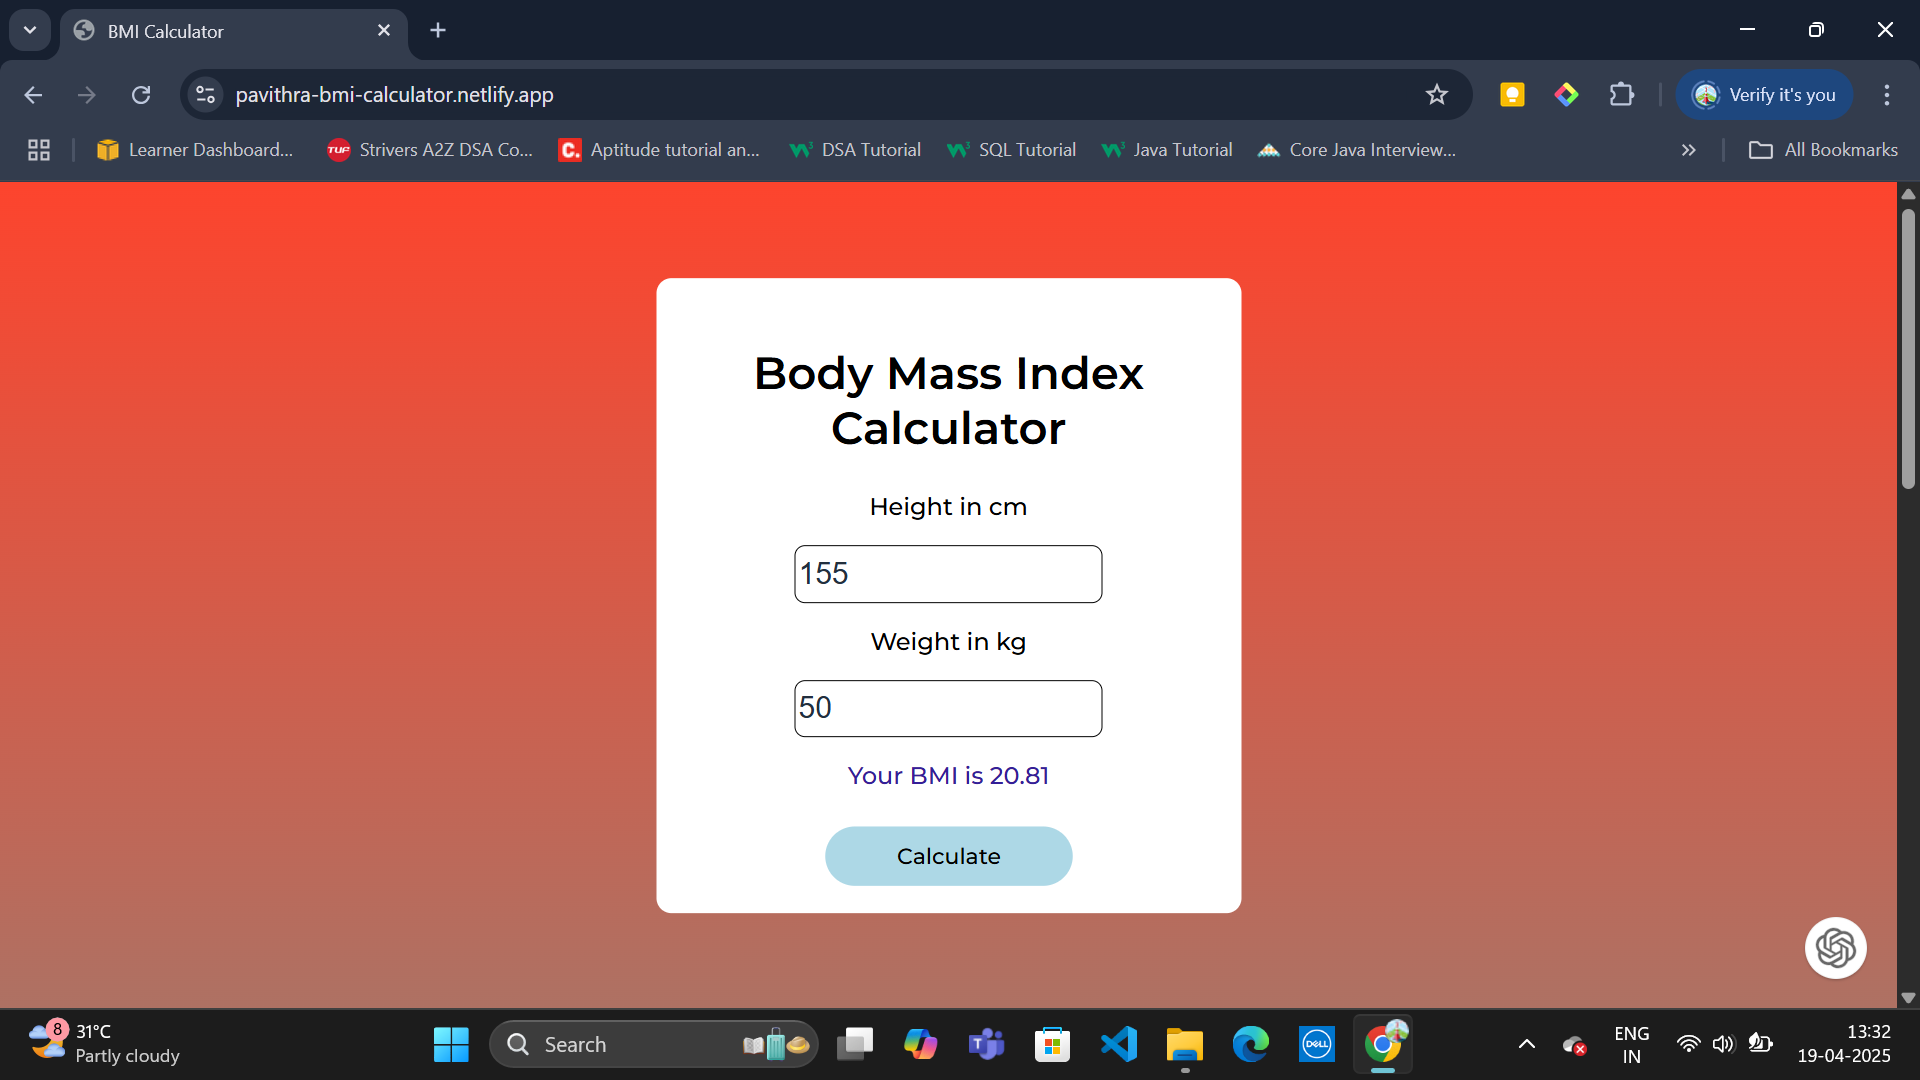 BMI Calculator
pavithra-bmi-calculator.netlify.app
Verify it's you
Learner Dashboard...
TUF
Strivers A2Z DSA Co...
C.
Aptitude tutorial an...
DSA Tutorial
SQL Tutorial
Java Tutorial
Core Java Interview...
All Bookmarks
Body Mass Index
Calculator
Height in cm
155
Weight in kg
50
Your BMI is 20.81
Calculate
8
31°C
Partly cloudy
Search
DELL
ENG
IN
13:32
19-04-2025